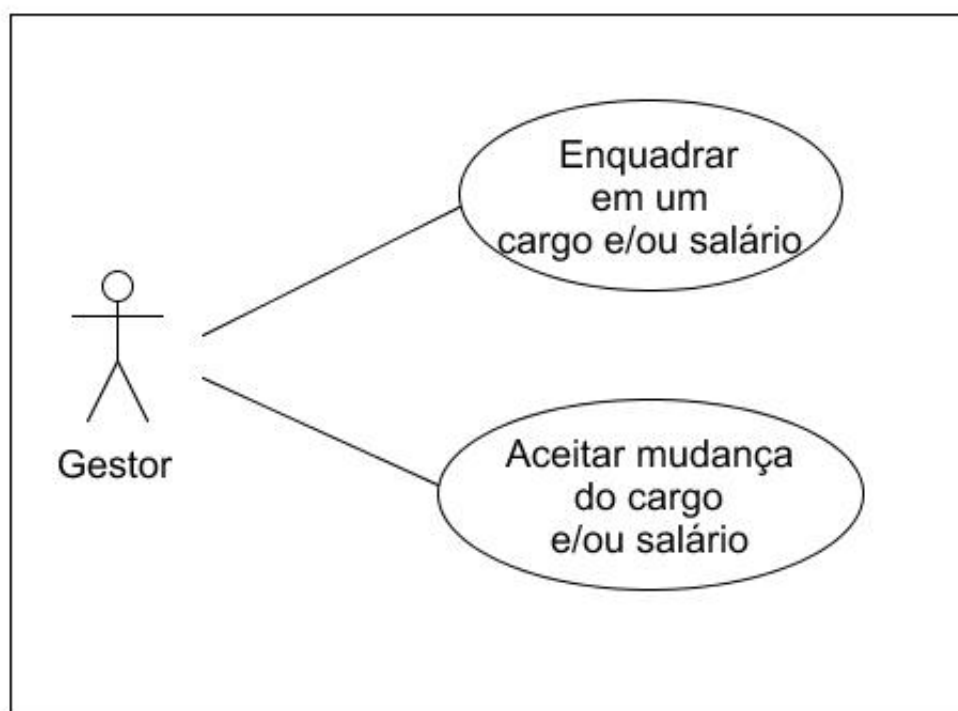 Enquadrar
em um
cargo e/ou salário
Gestor
Aceitar mudança
do cargo
e/ou salário